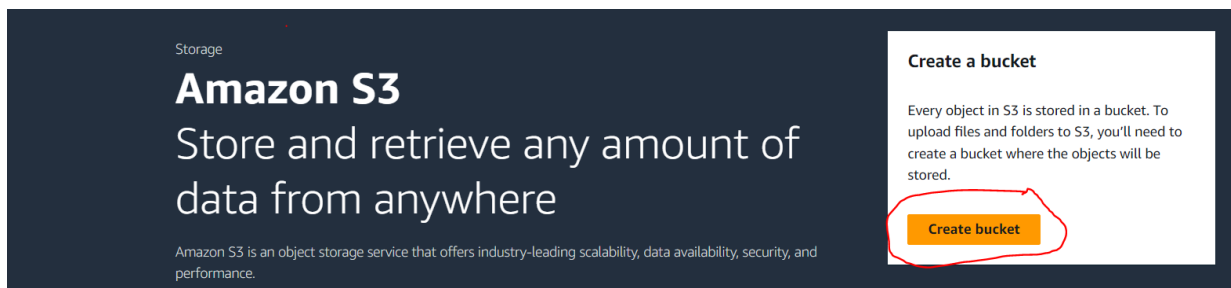 Storage
Amazon S3
Store and retrieve any amount of
data from anywhere
Amazon S3 is an object storage service that offers industry-leading scalability, data availability, security, and
performance.
Create a bucket
Every object in S3 is stored in a bucket. To
upload files and folders to S3, you'll need to
create a bucket where the objects will be
stored.
Create bucket